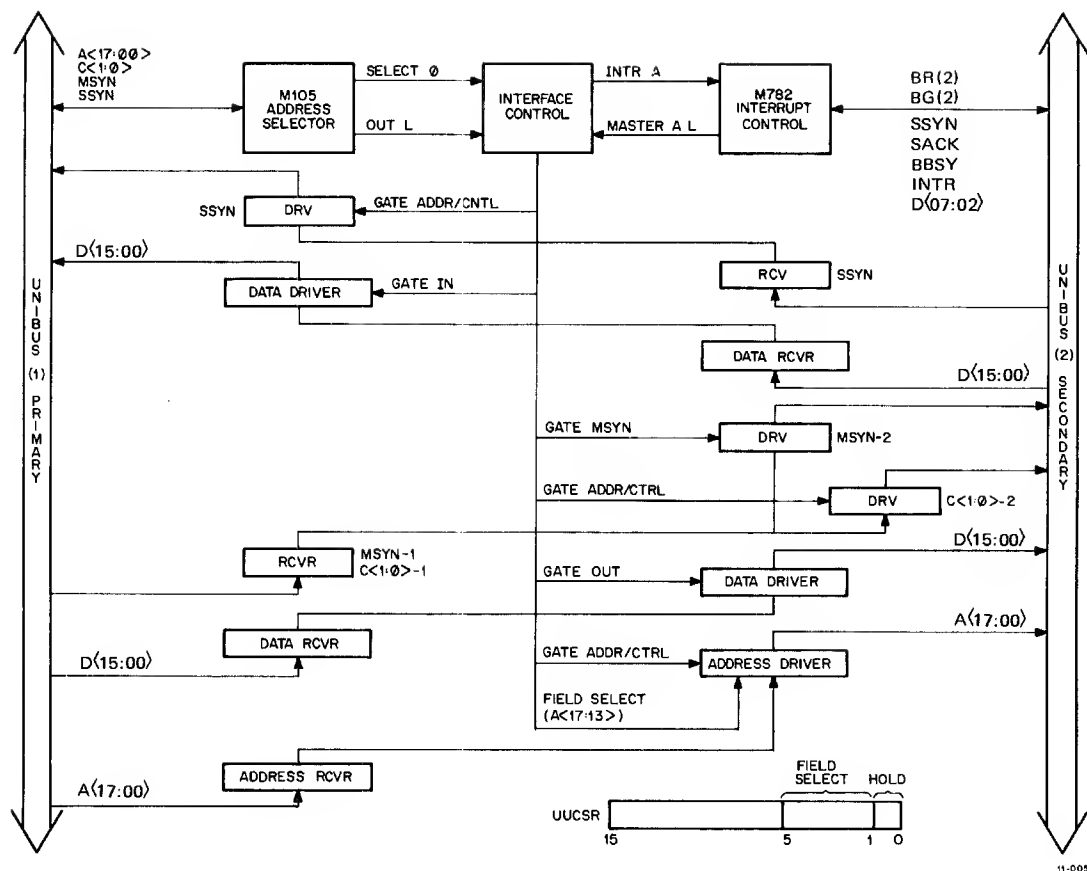 A<17:00>
C<1:0>
MSYN
SSYN
M105
ADDRESS
SELECTOR
SELECT 0
OUT L
INTERFACE
CONTROL
INTR A
MASTER A L
M782
INTERRUPT
CONTROL
BR(2)
BG(2)
SSYN
SACK
BBSY
INTR
D⟨07:02⟩
SSYN
DRV
GATE ADDR/CNTL
D⟨15:00⟩
DATA DRIVER
GATE IN
RCV
SSYN
DATA RCVR
D⟨15:00⟩
UNIBUS (1) PRIMARY
UNIBUS (2) SECONDARY
GATE MSYN
DRV
MSYN-2
GATE ADDR/CTRL
DRV
C<1:0>-2
RCVR
MSYN-1
C<1:0>-1
D⟨15:00⟩
GATE OUT
DATA DRIVER
DATA RCVR
D⟨15:00⟩
A⟨17:00⟩
GATE ADDR/CTRL
ADDRESS DRIVER
FIELD SELECT
(A<17:13>)
ADDRESS RCVR
A⟨17:00⟩
FIELD
SELECT
HOLD
UUCSR
15
5
1
0